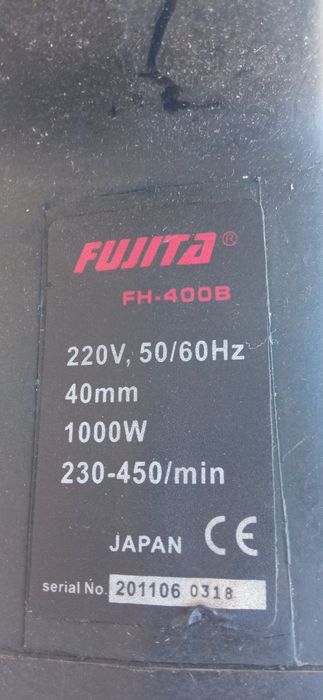 FUJITA®
FH-400B
220V, 50/60Hz
40mm
1000W
230-450/min
JAPAN CE
serial No. 201106 0318